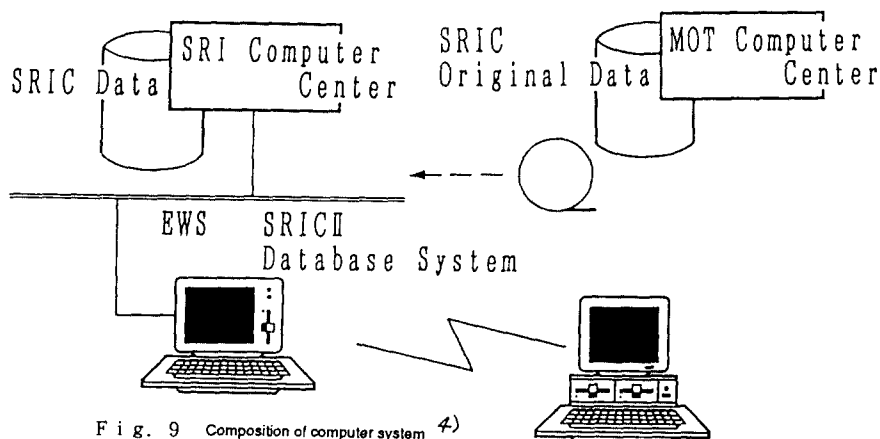 SRI Computer
Center
SRIC Data
SRIC
Original Data
MOT Computer
Center
EWS
SRICⅡ
Database System
Fig. 9 Composition of computer system 4)